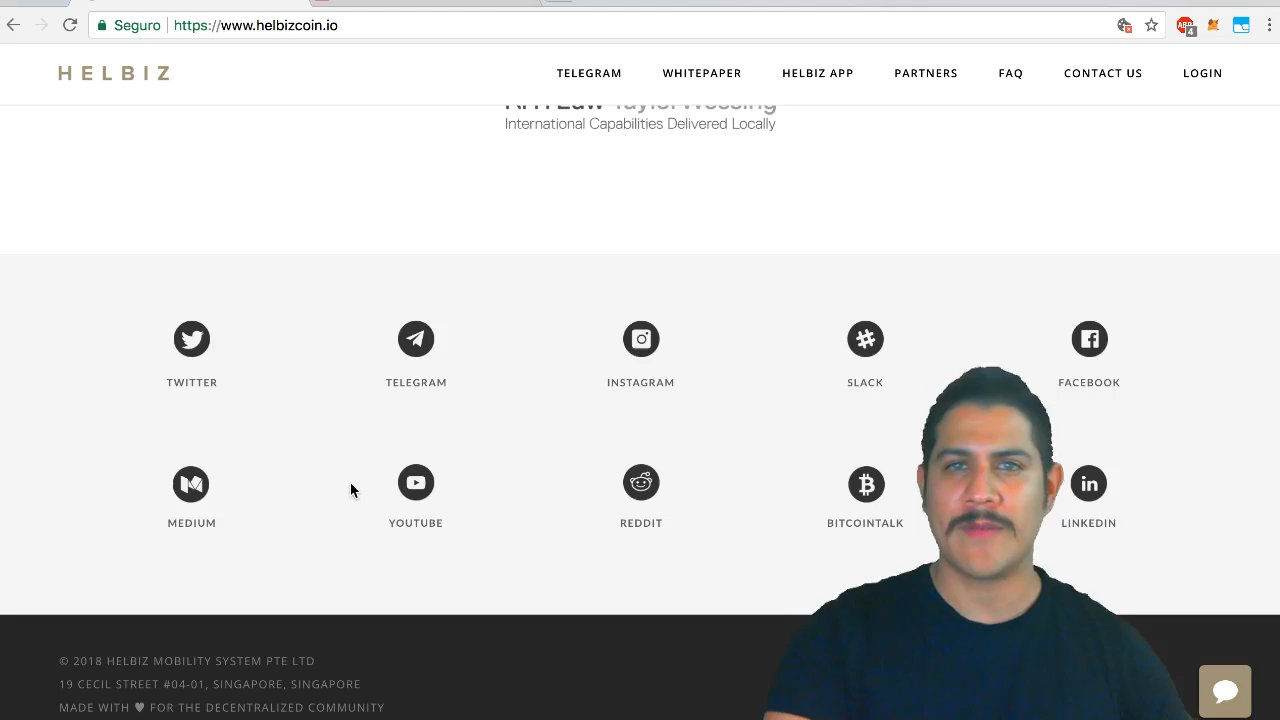 Seguro
https://www.helbizcoin.io
4
HELBIZ
TELEGRAM
WHITEPAPER
HELBIZ APP
PARTNERS
FAQ
CONTACT US
LOGIN
International Capabilities Delivered Locally
TWITTER
TELEGRAM
INSTAGRAM
SLACK
FACEBOOK
MEDIUM
YOUTUBE
REDDIT
BITCOINTALK
LINKEDIN
© 2018 HELBIZ MOBILITY SYSTEM PTE LTD
19 CECIL STREET #04-01, SINGAPORE, SINGAPORE
MADE WITH ♥ FOR THE DECENTRALIZED COMMUNITY